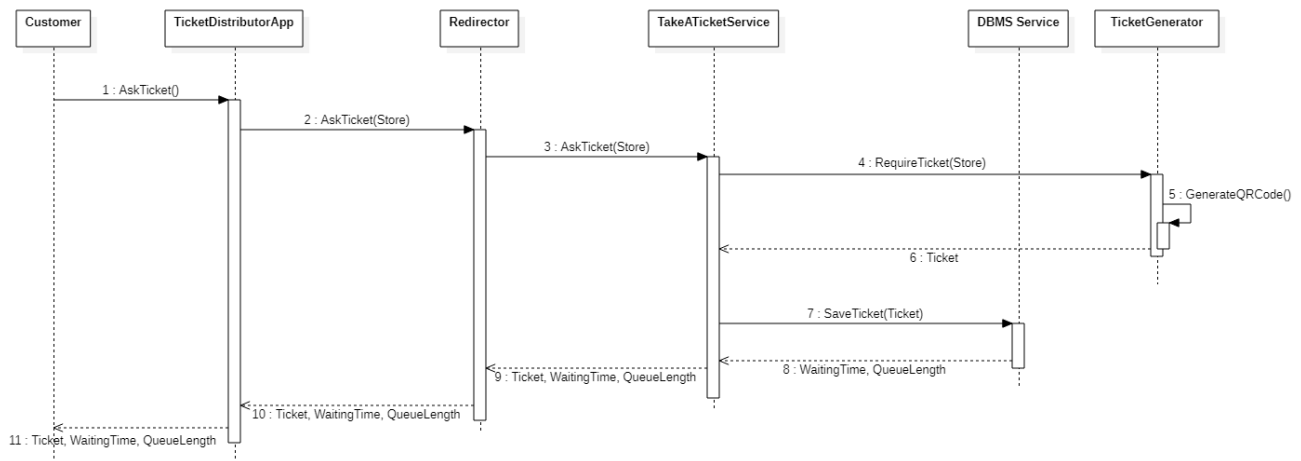 Customer
TicketDistributorApp
Redirector
TakeATicketService
DBMS Service
TicketGenerator
1 : AskTicket()
2 : AskTicket(Store)
3 : AskTicket(Store)
4 : RequireTicket(Store)
5 : GenerateQRCode()
6 : Ticket
7 : SaveTicket(Ticket)
8 : WaitingTime, QueueLength
9 : Ticket, WaitingTime, QueueLength
10 : Ticket, WaitingTime, QueueLength
11 : Ticket, WaitingTime, QueueLength